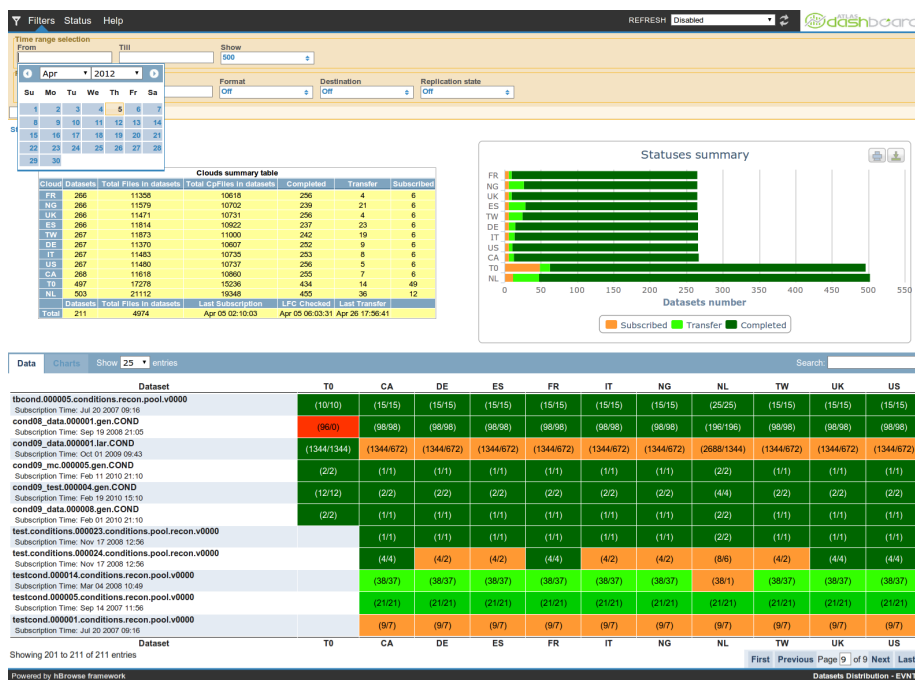 Filters Status Help REFRESH Disabled ATLAS dashboard
Time range selection
From Till Show
500
Apr 2012
Format Destination Replication state
Off Off Off
Su Mo Tu We Th Fr Sa
1 2 3 4 5 6 7
8 9 10 11 12 13 14
15 16 17 18 19 20 21
22 23 24 25 26 27 28
29 30
Clouds summary table
Cloud Datasets Total Files in datasets Total CpFiles in datasets Completed Transfer Subscribed
FR 266 11358 10618 256 4 6
NG 266 11579 10702 239 21 6
UK 266 11471 10731 256 4 6
ES 266 11814 10922 237 23 6
TW 267 11873 11000 242 19 6
DE 267 11370 10607 252 9 6
IT 267 11483 10735 253 8 6
US 267 11480 10737 256 5 6
CA 268 11618 10860 255 7 6
T0 497 17278 15236 434 14 49
NL 503 21112 19348 455 36 12
Datasets Total Files in datasets Last Subscription LFC Checked Last Transfer
Total 211 4974 Apr 05 02:10:03 Apr 05 06:03:31 Apr 26 17:56:41
Statuses summary
FR
NG
UK
ES
TW
DE
IT
US
CA
T0
NL
0 50 100 150 200 250 300 350 400 450 500 550
Datasets number
Subscribed Transfer Completed
Data Charts Show 25 entries Search:
Dataset T0 CA DE ES FR IT NG NL TW UK US
tbcond.000005.conditions.recon.pool.v0000
Subscription Time: Jul 20 2007 09:16
(10/10) (15/15) (15/15) (15/15) (15/15) (15/15) (15/15) (25/25) (15/15) (15/15) (15/15)
cond08_data.000001.gen.COND
Subscription Time: Sep 19 2008 21:05
(96/0) (98/98) (98/98) (98/98) (98/98) (98/98) (98/98) (196/196) (98/98) (98/98) (98/98)
cond09_data.000001.lar.COND
Subscription Time: Oct 01 2009 09:43
(1344/1344) (1344/672) (1344/672) (1344/672) (1344/672) (1344/672) (1344/672) (2688/1344) (1344/672) (1344/672) (1344/672)
cond09_mc.000005.gen.COND
Subscription Time: Feb 11 2010 21:10
(2/2) (1/1) (1/1) (1/1) (1/1) (1/1) (1/1) (2/2) (1/1) (1/1) (1/1)
cond09_test.000004.gen.COND
Subscription Time: Feb 19 2010 15:10
(12/12) (2/2) (2/2) (2/2) (2/2) (2/2) (2/2) (4/4) (2/2) (2/2) (2/2)
cond09_data.000008.gen.COND
Subscription Time: Feb 01 2010 21:10
(2/2) (1/1) (1/1) (1/1) (1/1) (1/1) (1/1) (2/2) (1/1) (1/1) (1/1)
test.conditions.000023.conditions.pool.recon.v0000
Subscription Time: Nov 17 2008 12:56
(1/1) (1/1) (1/1) (1/1) (1/1) (1/1) (2/2) (1/1) (1/1) (1/1)
test.conditions.000024.conditions.pool.recon.v0000
Subscription Time: Nov 17 2008 12:56
(4/4) (4/2) (4/2) (4/4) (4/2) (4/2) (8/6) (4/2) (4/4) (4/4)
testcond.000014.conditions.recon.pool.v0000
Subscription Time: Mar 04 2008 10:49
(38/37) (38/37) (38/37) (38/37) (38/37) (38/37) (38/1) (38/37) (38/37) (38/37)
testcond.000005.conditions.recon.pool.v0000
Subscription Time: Sep 14 2007 11:56
(21/21) (21/21) (21/21) (21/21) (21/21) (21/21) (21/21) (21/21) (21/21) (21/21)
testcond.000001.conditions.recon.pool.v0000
Subscription Time: Jul 20 2007 09:16
(9/7) (9/7) (9/7) (9/7) (9/7) (9/7) (9/7) (9/7) (9/7) (9/7)
Dataset T0 CA DE ES FR IT NG NL TW UK US
Showing 201 to 211 of 211 entries
First Previous Page 9 of 9 Next Last
Powered by hBrowse framework Datasets Distribution - EVNT